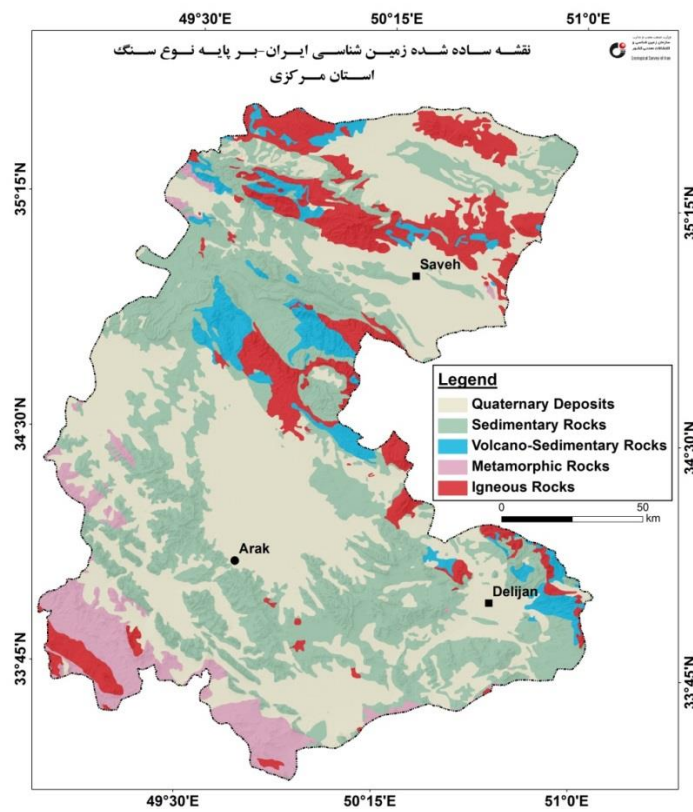 49°30'E
50°15'E
51°0'E
نقشه ساده شده زمین شناسی ایران-بر پایه نوع سنگ
استان مرکزی
Geological Survey of Iran
35°15'N
35°15'N
Saveh
Legend
Quaternary Deposits
Sedimentary Rocks
Volcano-Sedimentary Rocks
Metamorphic Rocks
Igneous Rocks
0
50
km
34°30'N
34°30'N
Arak
Delijan
33°45'N
33°45'N
49°30'E
50°15'E
51°0'E